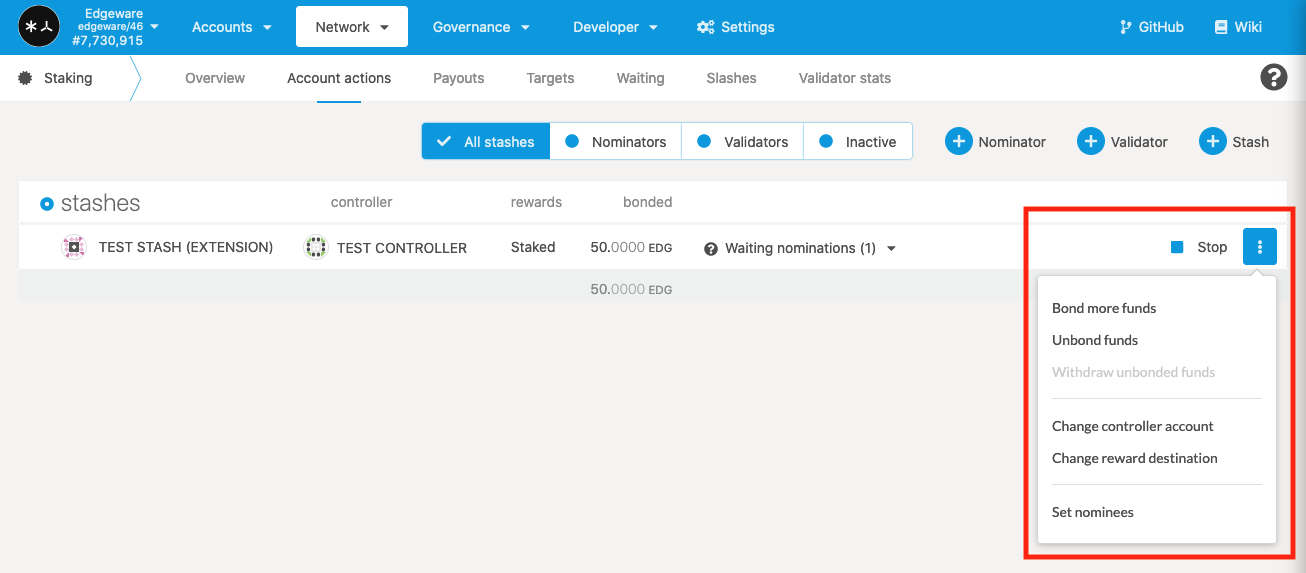 Edgeware
edgeware/46
#7,730,915
Accounts
Network
Governance
Developer
Settings
GitHub
Wiki
Staking
Overview
Account actions
Payouts
Targets
Waiting
Slashes
Validator stats
?
All stashes
Nominators
Validators
Inactive
Nominator
Validator
Stash
stashes
controller
rewards
bonded
TEST STASH (EXTENSION)
TEST CONTROLLER
Staked
50.0000 EDG
? Waiting nominations (1)
Stop
50.0000 EDG
Bond more funds
Unbond funds
Withdraw unbonded funds
Change controller account
Change reward destination
Set nominees